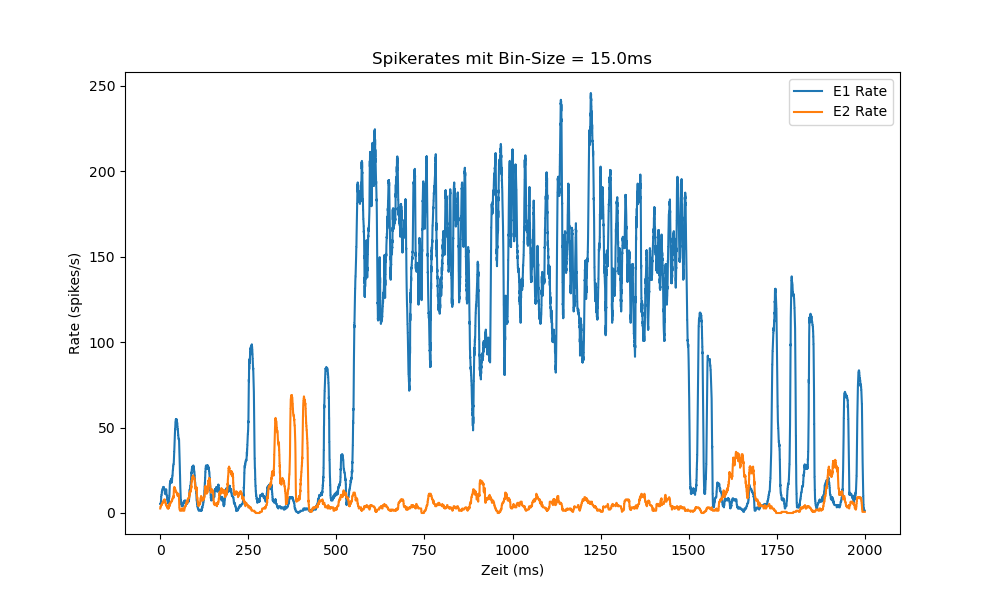 Spikerates mit Bin-Size = 15.0ms
E1 Rate
E2 Rate
250
200
150
100
50
0
Rate (spikes/s)
0 250 500 750 1000 1250 1500 1750 2000
Zeit (ms)